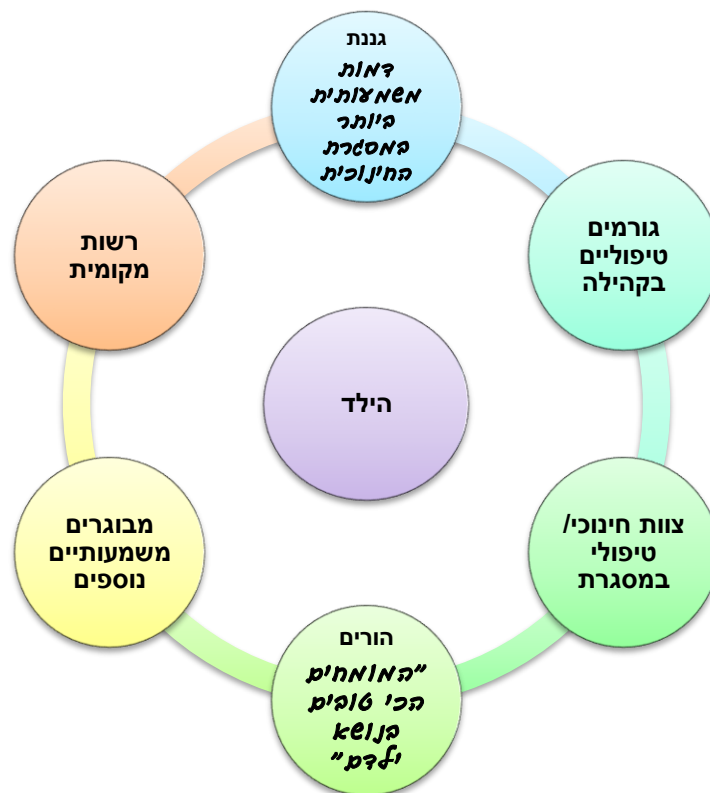 גננת
דמות
משמעותית
ביותר
במסגרת
החינוכית
גורמים
טיפוליים
בקהילה
צוות חינוכי/
טיפולי
במסגרת
הורים
"המומחים
הכי טובים
בנושא
ילדם"
מבוגרים
משמעותיים
נוספים
רשות
מקומית
הילד